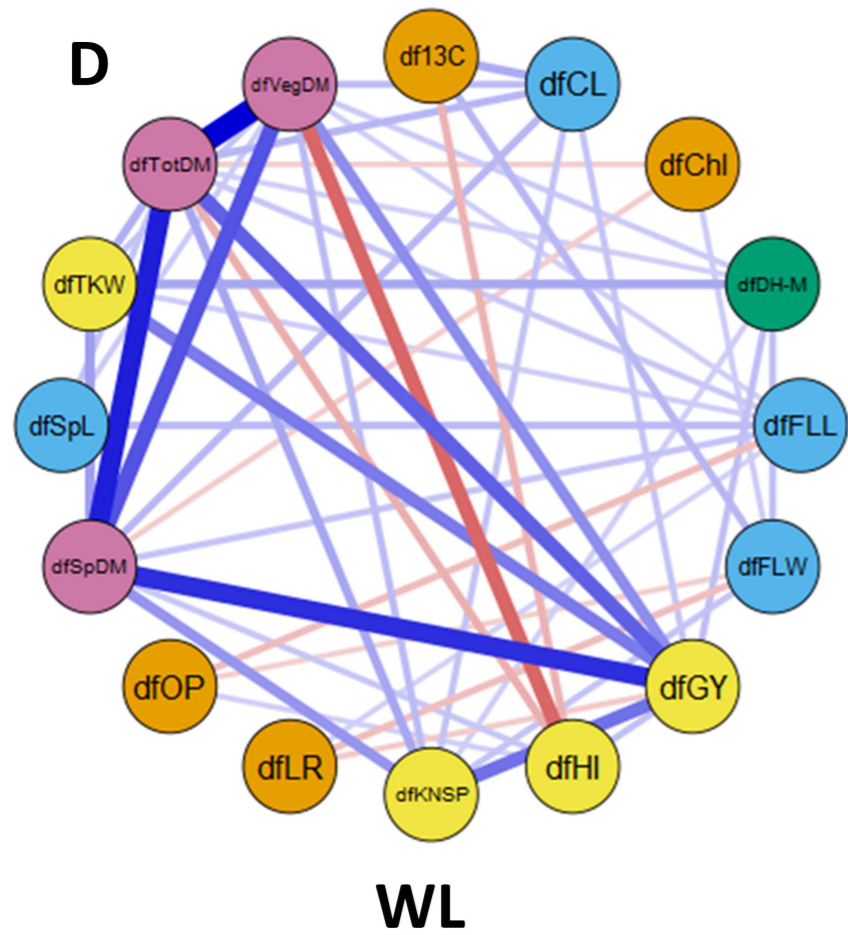 D
df13C
dfVegDM
dfCL
dfTotDM
dfChl
dfTKW
dfDH-M
dfSpL
dfFLL
dfSpDM
dfFLW
dfOP
dfGY
dfLR
dfHI
dfKNSP
WL